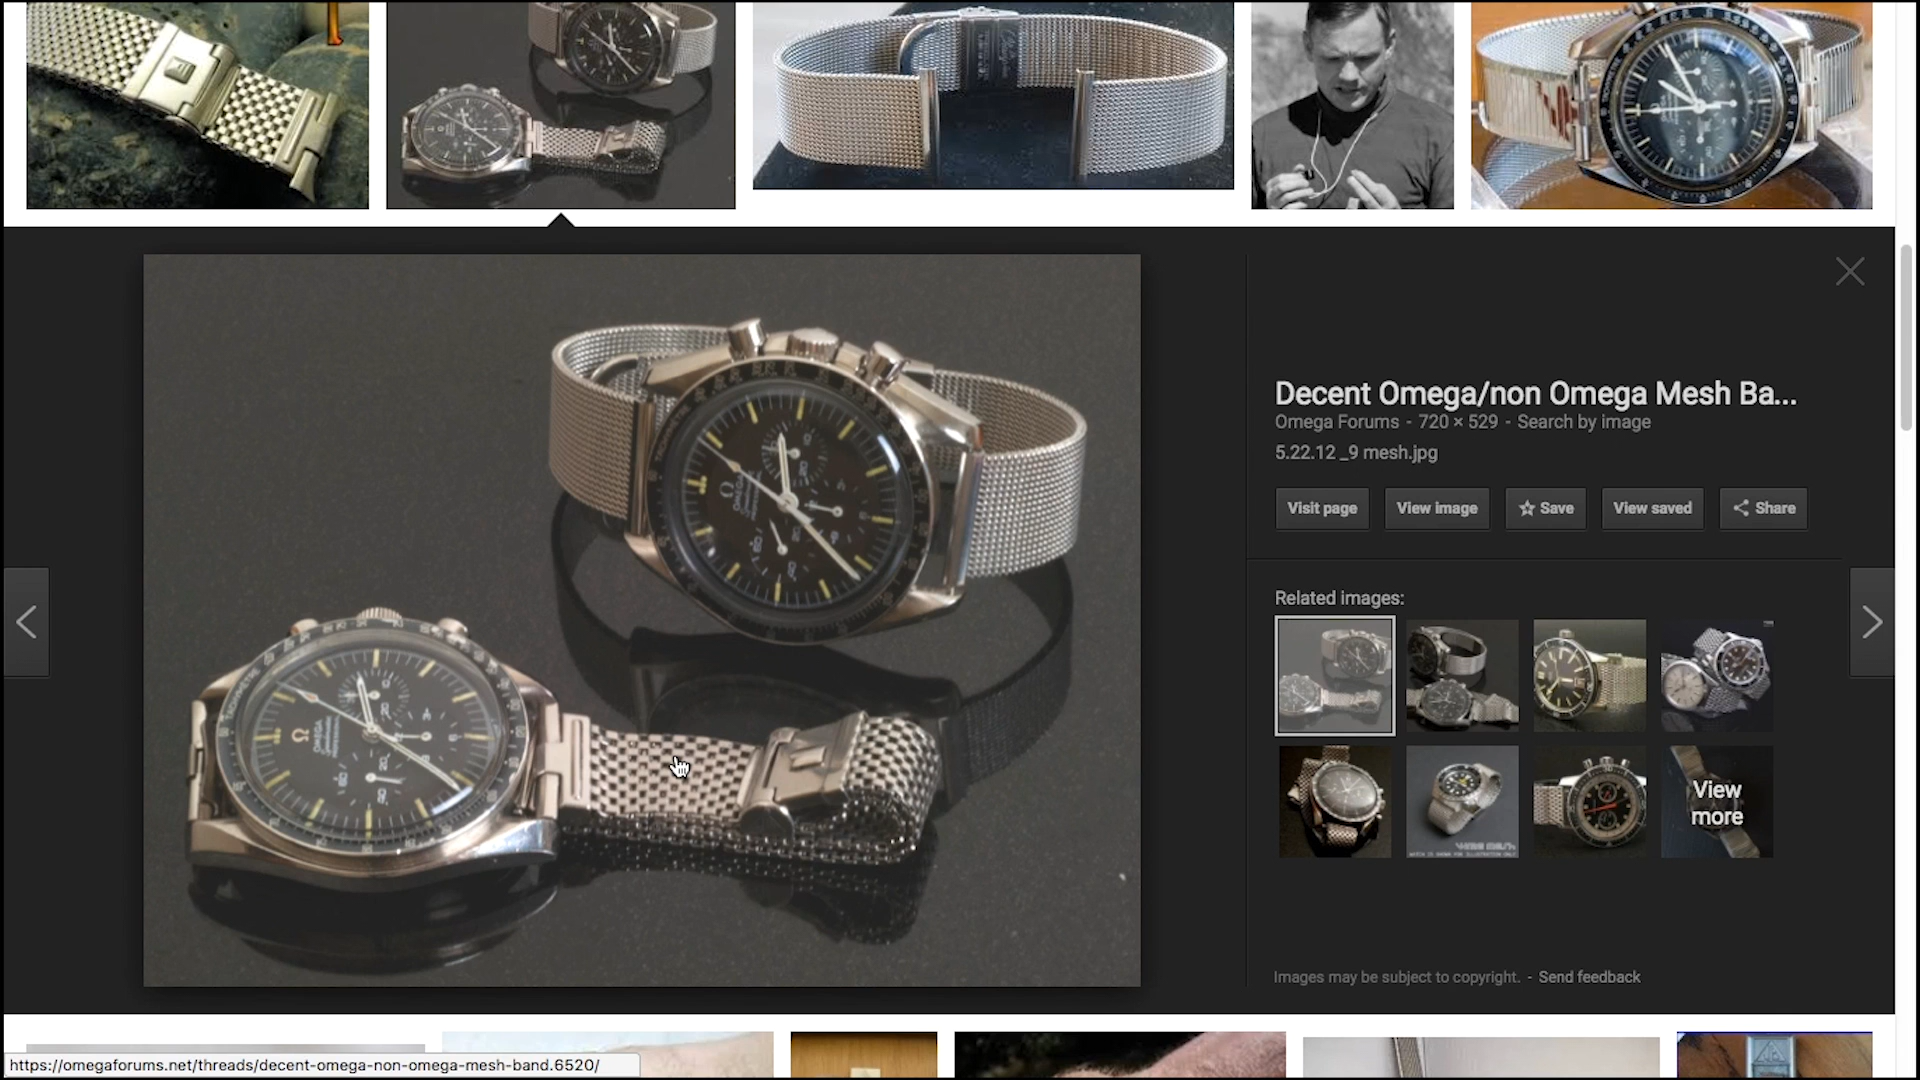 Decent Omega/non Omega Mesh Ba...
Omega Forums - 720 × 529 - Search by image
5.22.12 _9 mesh.jpg
Visit page
View image
Save
View saved
Share
Related images:
View more
Images may be subject to copyright. - Send feedback
https://omegaforums.net/threads/decent-omega-non-omega-mesh-band.6520/